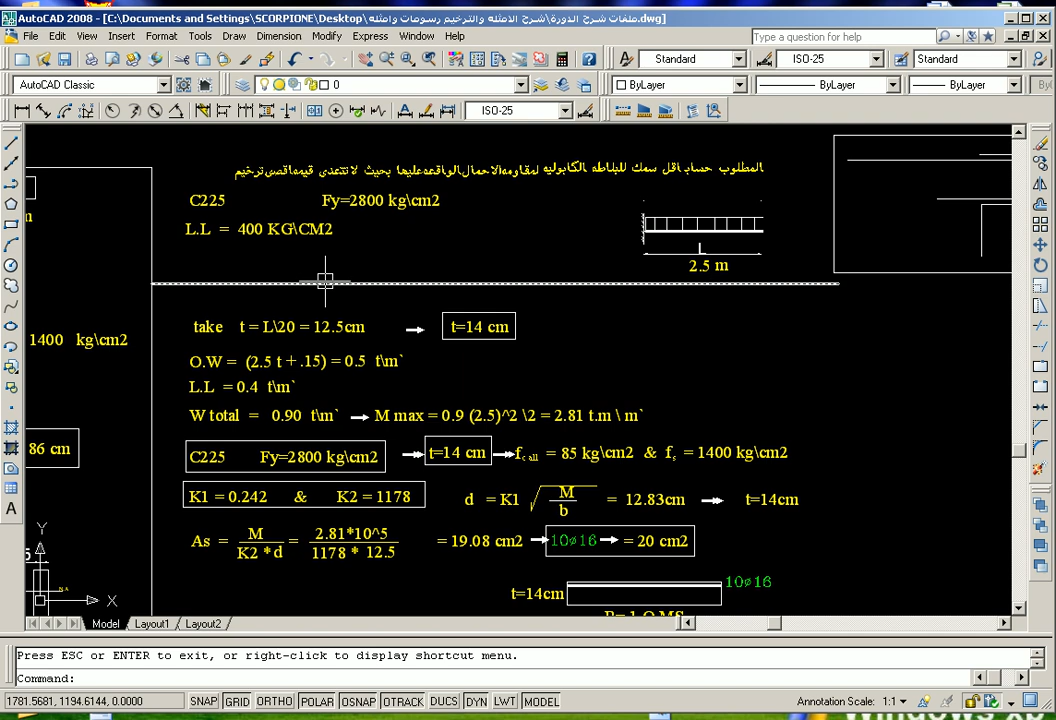 AutoCAD 2008 - [C:\Documents and Settings\SCORPIONE\Desktop\ملفات شرح الدورة\شرح الامثله والترخيم رسومات وامثله.dwg]
File Edit View Insert Format Tools Draw Dimension Modify Express Window Help
Type a question for help
Standard ISO-25 Standard
AutoCAD Classic 0 ByLayer ByLayer ByLayer
ISO-25
المطلوب حساب اقل سمك للبلاطه الكابوليه لمقاومه الاحمال الواقعه عليها بحيث لا تتعدى قيمه اقصى ترخيم
C225 Fy=2800 kg\cm2
L.L = 400 KG\CM2
L
2.5 m
take t = L\20 = 12.5cm t=14 cm
1400 kg\cm2
O.W = (2.5 t + .15) = 0.5 t\m`
L.L = 0.4 t\m`
W total = 0.90 t\m` M max = 0.9 (2.5)^2 \2 = 2.81 t.m \ m`
86 cm
C225 Fy=2800 kg\cm2 t=14 cm fc all = 85 kg\cm2 & fs = 1400 kg\cm2
K1 = 0.242 & K2 = 1178 d = K1 √ M b = 12.83cm t=14cm
As = M K2 * d = 2.81*10^5 1178 * 12.5 = 19.08 cm2 10⌀16 = 20 cm2
Y
X
t=14cm 10⌀16
Model Layout1 Layout2
Press ESC or ENTER to exit, or right-click to display shortcut menu.
Command:
1781.5681, 1194.6144, 0.0000 SNAP GRID ORTHO POLAR OSNAP OTRACK DUCS DYN LWT MODEL Annotation Scale: 1:1